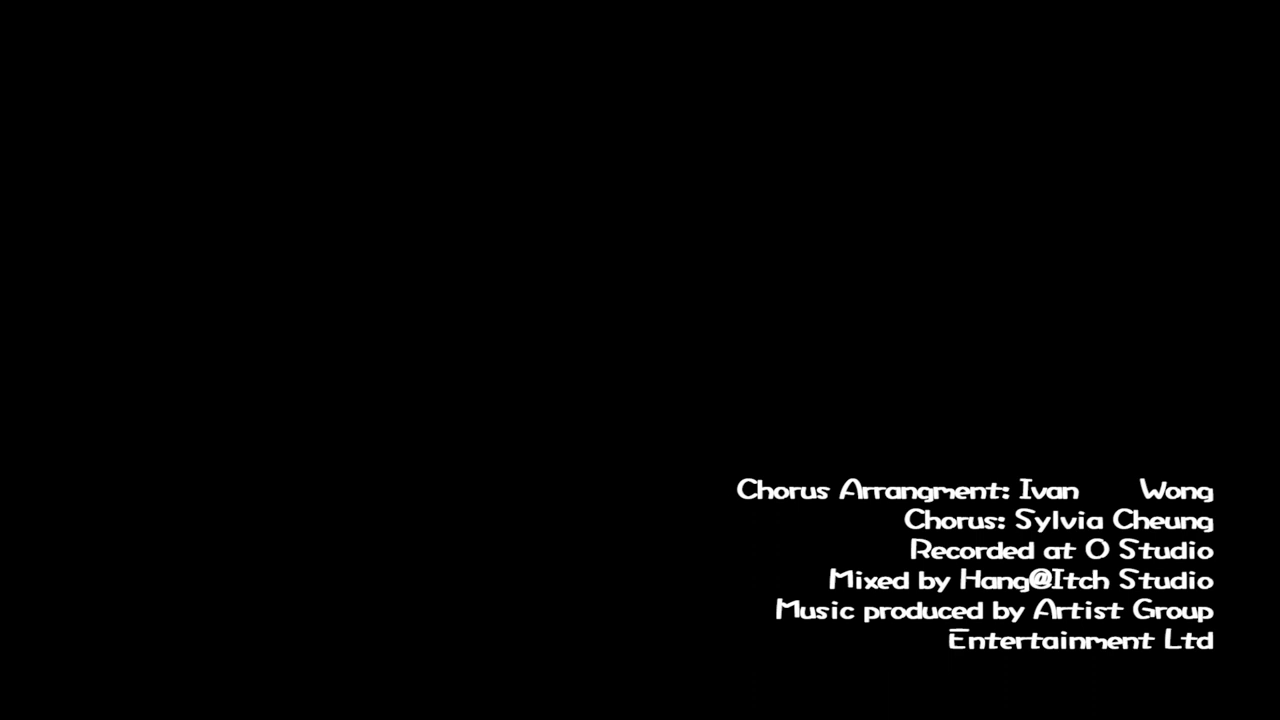 Chorus Arrangment: Ivan Wong
Chorus: Sylvia Cheung
Recorded at O Studio
Mixed by Hang@Itch Studio
Music produced by Artist Group
Entertainment Ltd